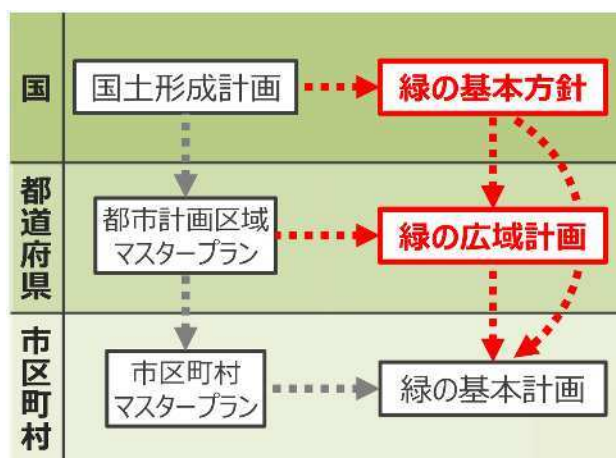 国
国土形成計画
緑の基本方針
都道府県
都市計画区域
マスタープラン
緑の広域計画
市区町村
市区町村
マスタープラン
緑の基本計画